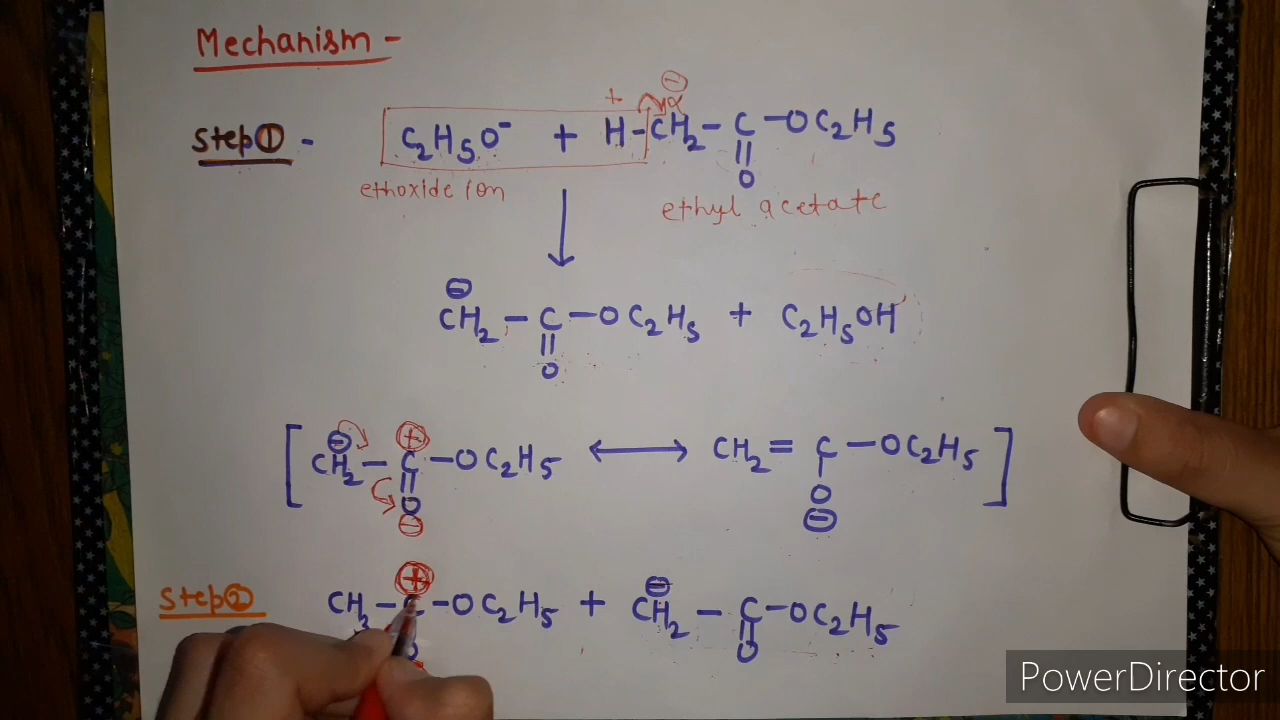 Mechanism -
⊖
+ α
Step① - C₂H₅O⁻ + H-CH₂-C-OC₂H₅
||
O
ethoxide ion ethyl acetate
⊖
CH₂-C-OC₂H₅ + C₂H₅OH
||
O
⊖ ⊕
[CH₂-C-OC₂H₅ ⟷ CH₂=C-OC₂H₅]
|| |
O O
⊖ ⊖
⊕ ⊖
Step② CH₃-C-OC₂H₅ + CH₂-C-OC₂H₅
||
O
PowerDirector